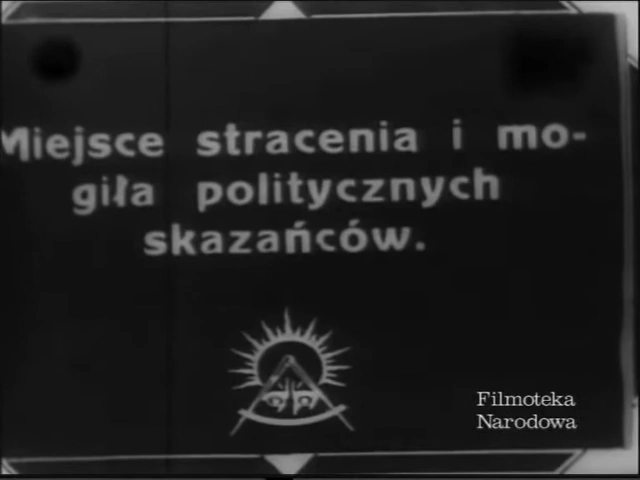 Miejsce stracenia i mo-
giła politycznych
skazańców.
Filmoteka
Narodowa